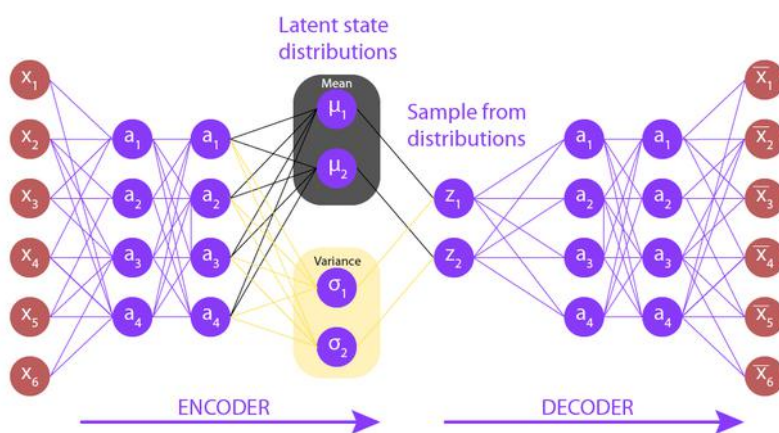 Latent state
distributions
Mean
μ₁
μ₂
Variance
σ₁
σ₂
Sample from
distributions
z₁
z₂
x₁
x₂
x₃
x₄
x₅
x₆
a₁
a₂
a₃
a₄
a₁
a₂
a₃
a₄
a₁
a₂
a₃
a₄
a₁
a₂
a₃
a₄
x̅₁
x̅₂
x̅₃
x̅₄
x̅₅
x̅₆
ENCODER
DECODER